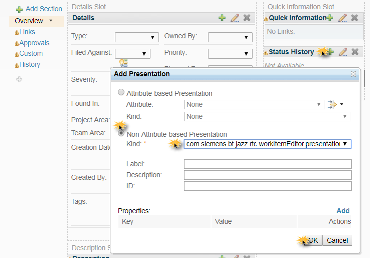 Details Slot
Quick Information Slot
Add Section
Overview
Links
Approvals
Custom
History
Details
Type:
Owned By:
Filed Against:
Priority:
Severity:
Found In:
Project Area:
Team Area:
Creation Date
Created By:
Tags:
Description S
Quick Information
No Links.
Status History
Not Available
Add Presentation
Attribute based Presentation
Attribute: None
Kind: None
Non Attribute based Presentation
Kind: * com.siemens.bt.jazz.rtc.workItemEditor.presentation
Label:
Description:
ID:
Properties: Add
Key Value Actions
OK Cancel